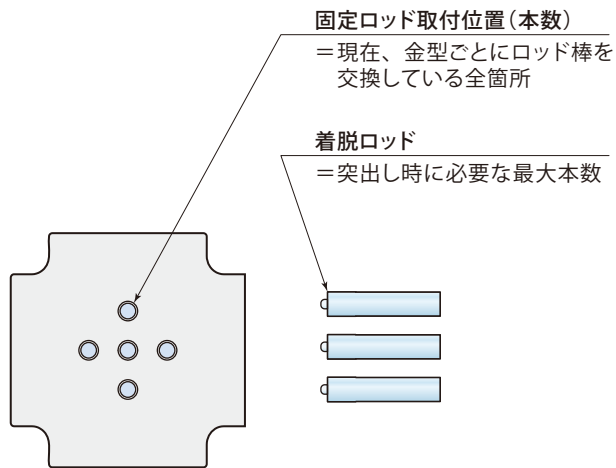 固定ロッド取付位置（本数）
＝現在、金型ごとにロッド棒を
交換している全箇所
着脱ロッド
＝突出し時に必要な最大本数